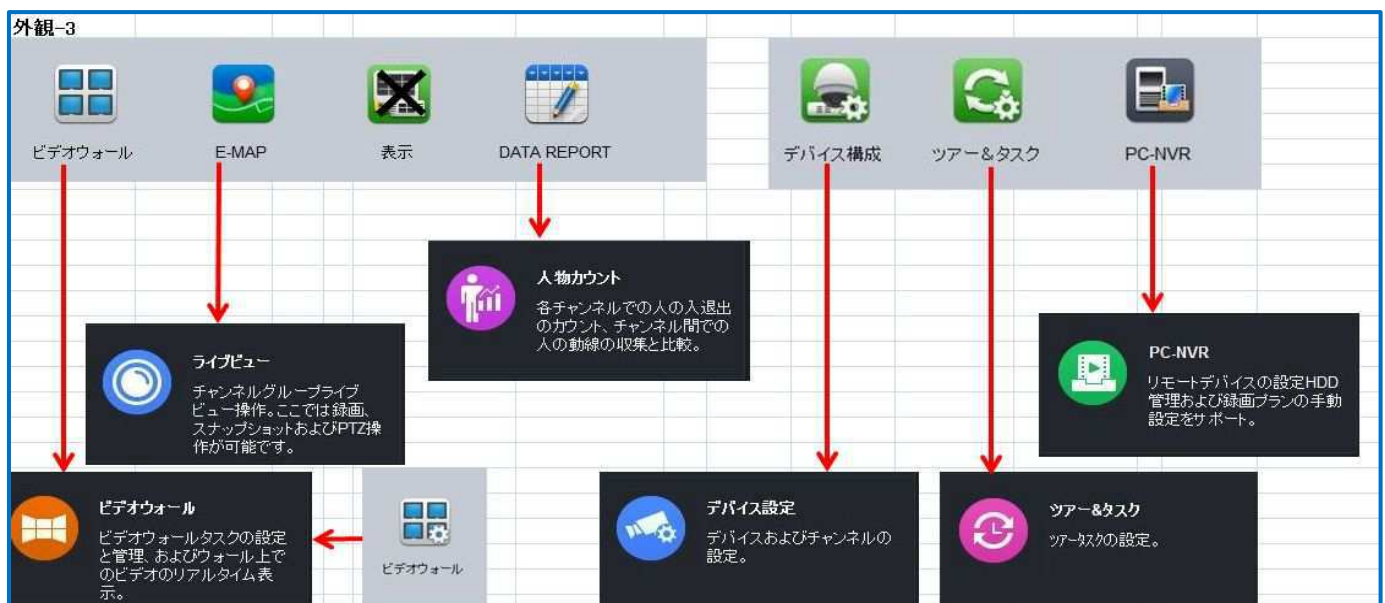 外観-3
ビデオウォール
E-MAP
表示
DATA REPORT
デバイス構成
ツアー&タスク
PC-NVR
人物カウント
各チャンネルでの人の入退出
のカウント、チャンネル間での
人の動線の収集と比較。
ライブビュー
チャンネルグループライブ
ビュー操作。ここでは録画、
スナップショットおよびPTZ操
作が可能です。
PC-NVR
リモートデバイスの設定HDD
管理および録画プランの手動
設定をサポート。
ビデオウォール
ビデオウォールタスクの設定
と管理、およびウォール上で
のビデオのリアルタイム表
示。
ビデオウォール
デバイス設定
デバイスおよびチャンネルの
設定。
ツアー&タスク
ツアータスクの設定。